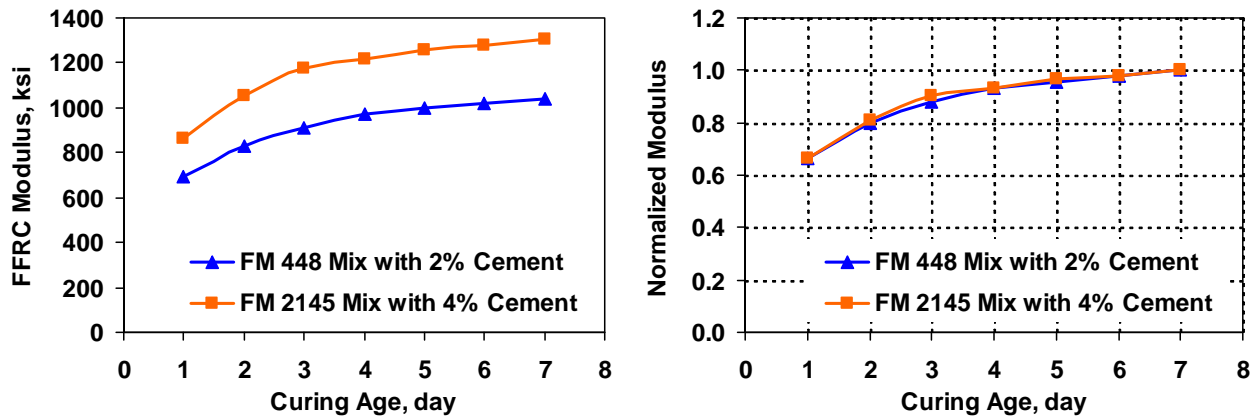 FFRC Modulus, ksi
1400
1200
1000
800
600
400
200
0
FM 448 Mix with 2% Cement
FM 2145 Mix with 4% Cement
0 1 2 3 4 5 6 7 8
Curing Age, day
Normalized Modulus
1.2
1.0
0.8
0.6
0.4
0.2
0.0
FM 448 Mix with 2% Cement
FM 2145 Mix with 4% Cement
0 1 2 3 4 5 6 7 8
Curing Age, day